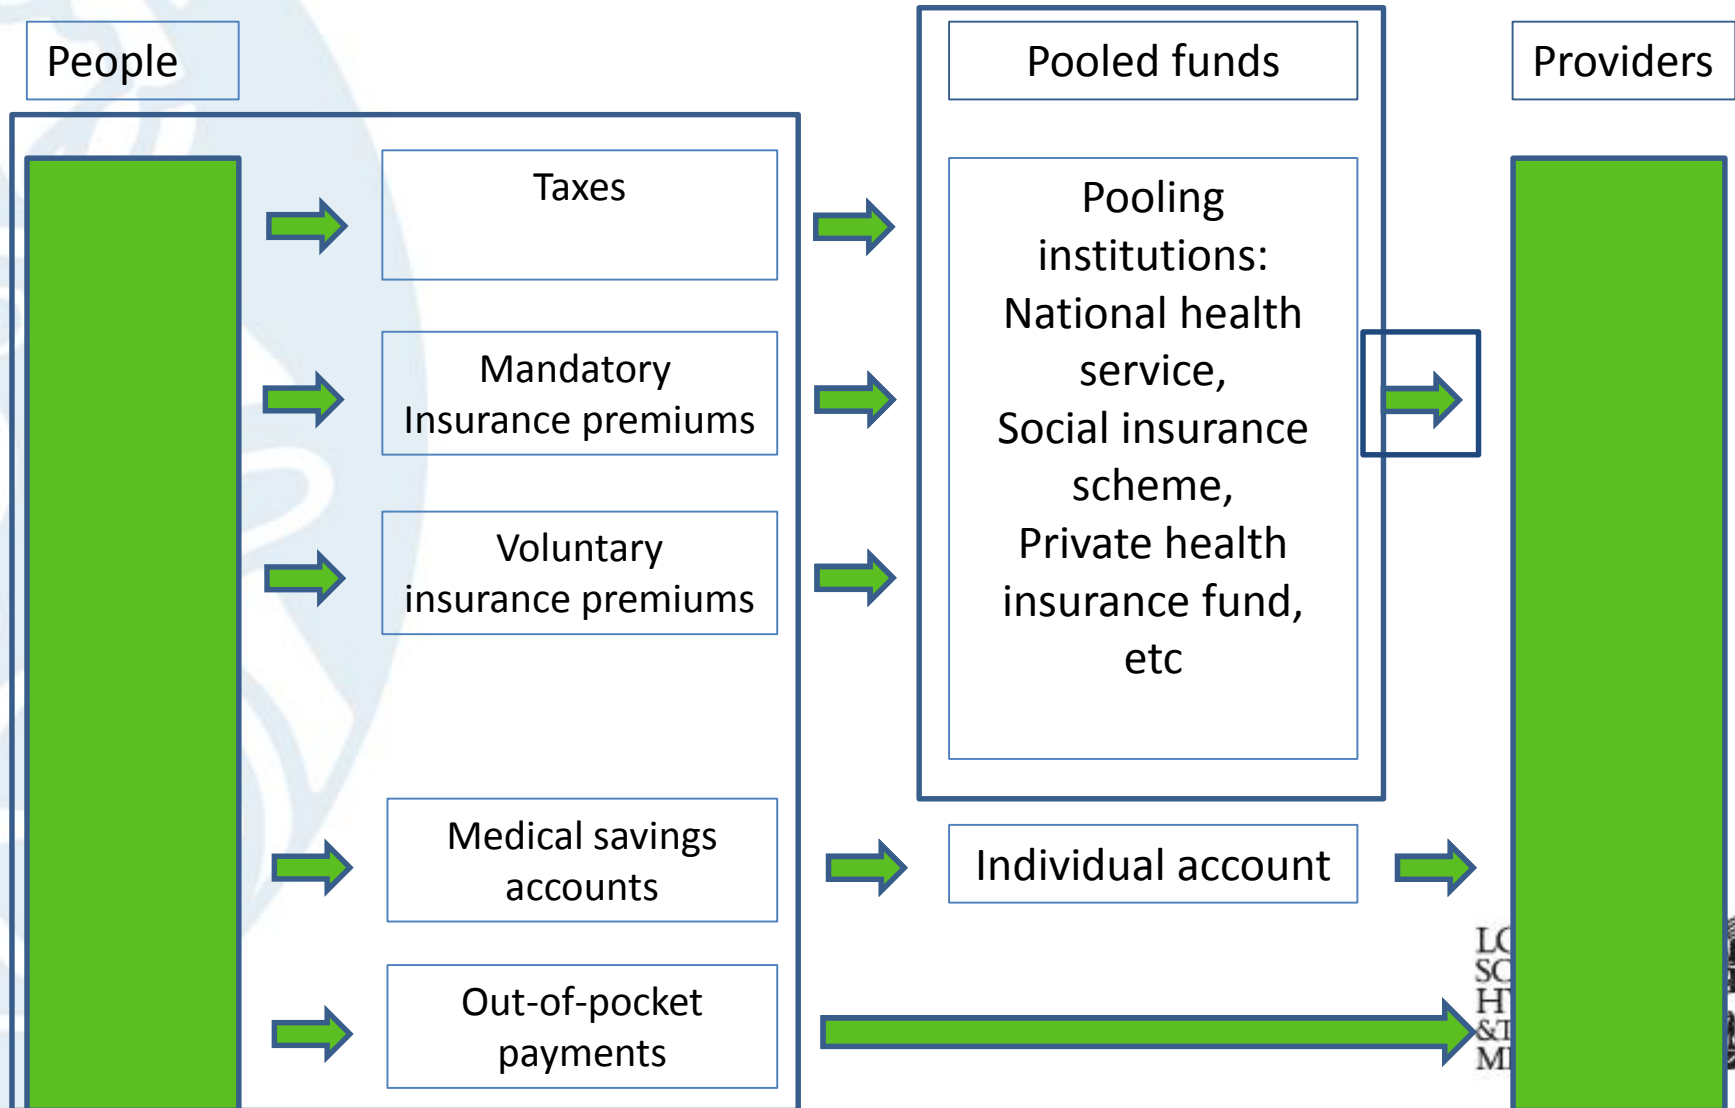 People
Pooled funds
Providers
Taxes
Mandatory
Insurance premiums
Voluntary
insurance premiums
Medical savings
accounts
Out-of-pocket
payments
Pooling
institutions:
National health
service,
Social insurance
scheme,
Private health
insurance fund,
etc
Individual account